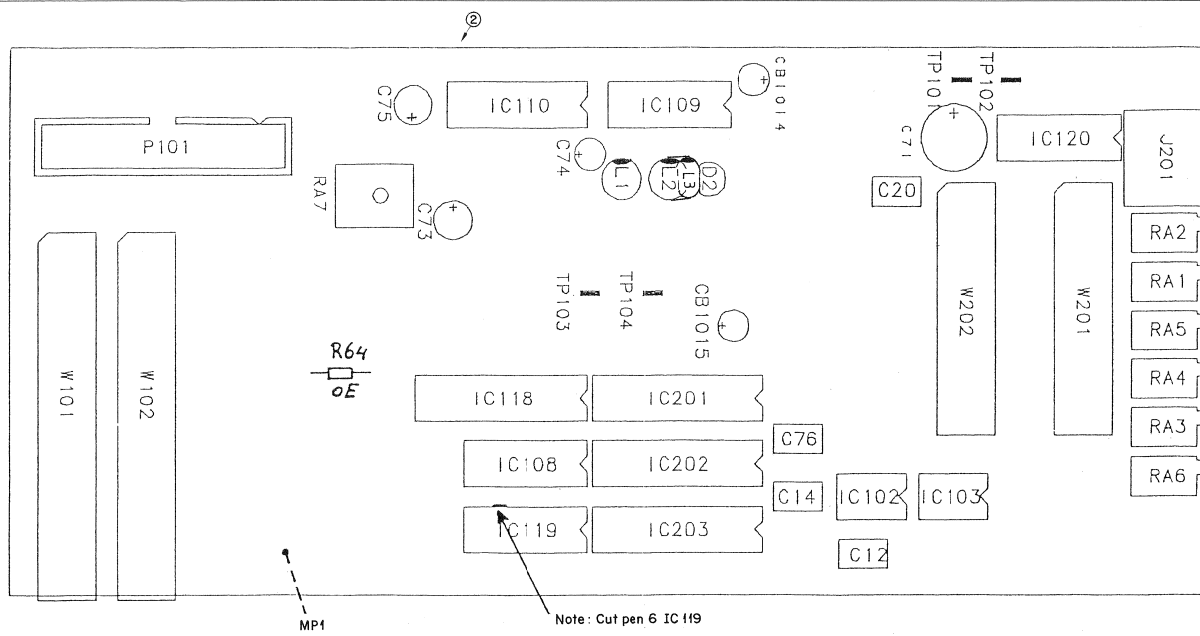 ②
C75
IC110
IC109
CB1014
TP101
TP102
P101
C74
C71
IC120
J201
RA7
C73
L1
L2
L3
D2
C20
RA2
RA1
TP103
TP104
CB1015
W202
W201
RA5
R64
OE
W101
W102
IC118
IC201
RA4
C76
RA3
IC108
IC202
RA6
C14
IC102
IC103
IC119
IC203
C12
MP1
Note: Cut pen 6 IC 119